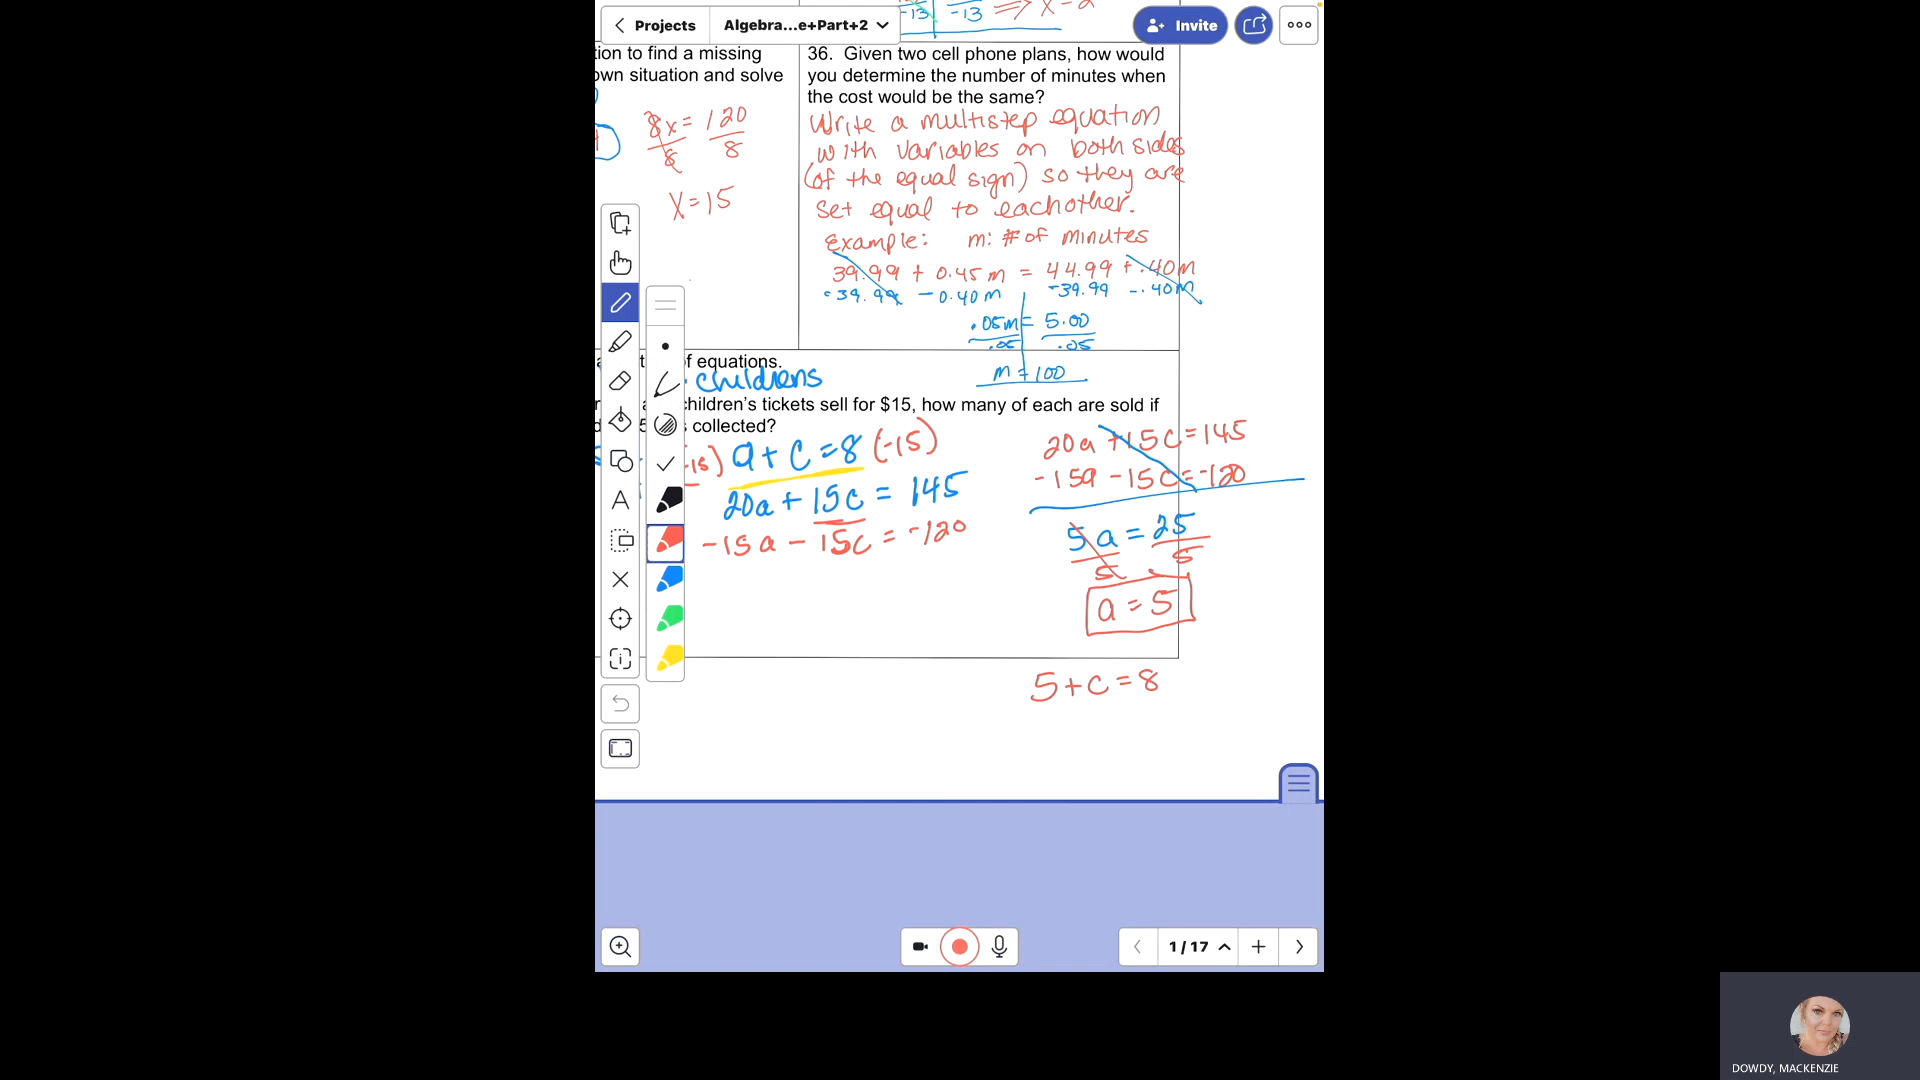 -13 -13 ⇒ x = 2
Projects Algebra...e+Part+2 Invite
tion to find a missing
own situation and solve
8x = 120
8 8
x = 15
36. Given two cell phone plans, how would
you determine the number of minutes when
the cost would be the same?
Write a multistep equation
with variables on both sides
(of the equal sign) so they are
set equal to eachother.
Example: m: # of minutes
39.99 + 0.45m = 44.99 + .40m
-39.99 -0.40m -39.99 -.40m
.05m = 5.00
.05 .05
m = 100
f equations.
childrens
children's tickets sell for $15, how many of each are sold if
collected?
-15) a + c = 8 (-15)
20a + 15c = 145
-15a - 15c = -120
20a + 15c = 145
-15a - 15c = -120
5a = 25
5 5
a = 5
5 + c = 8
A
1 / 17
DOWDY, MACKENZIE